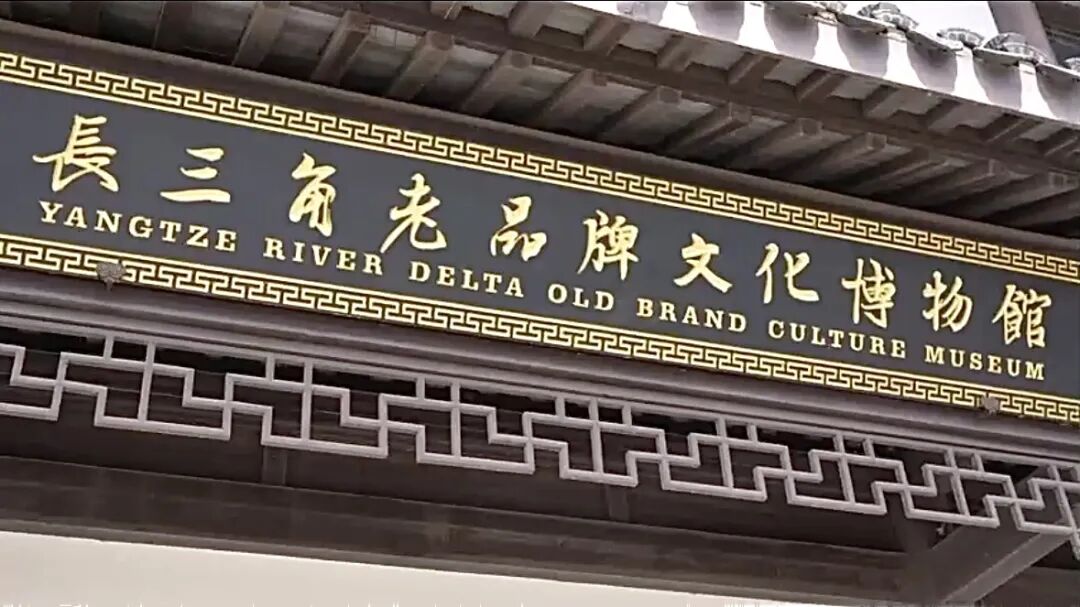 長三角老品牌文化博物館
YANGTZE RIVER DELTA OLD BRAND CULTURE MUSEUM